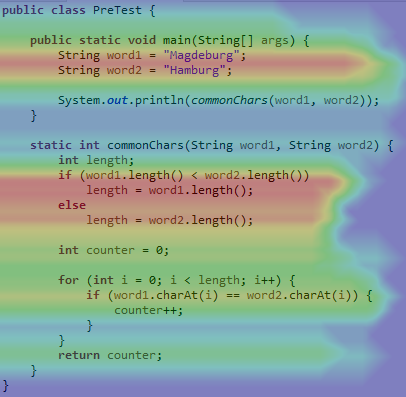 public class PreTest {
public static void main(String[] args) {
String word1 = "Magdeburg";
String word2 = "Hamburg";
System.out.println(commonChars(word1, word2));
}
static int commonChars(String word1, String word2) {
int length;
if (word1.length() < word2.length())
length = word1.length();
else
length = word2.length();
int counter = 0;
for (int i = 0; i < length; i++) {
if (word1.charAt(i) == word2.charAt(i)) {
counter++;
}
}
return counter;
}
}